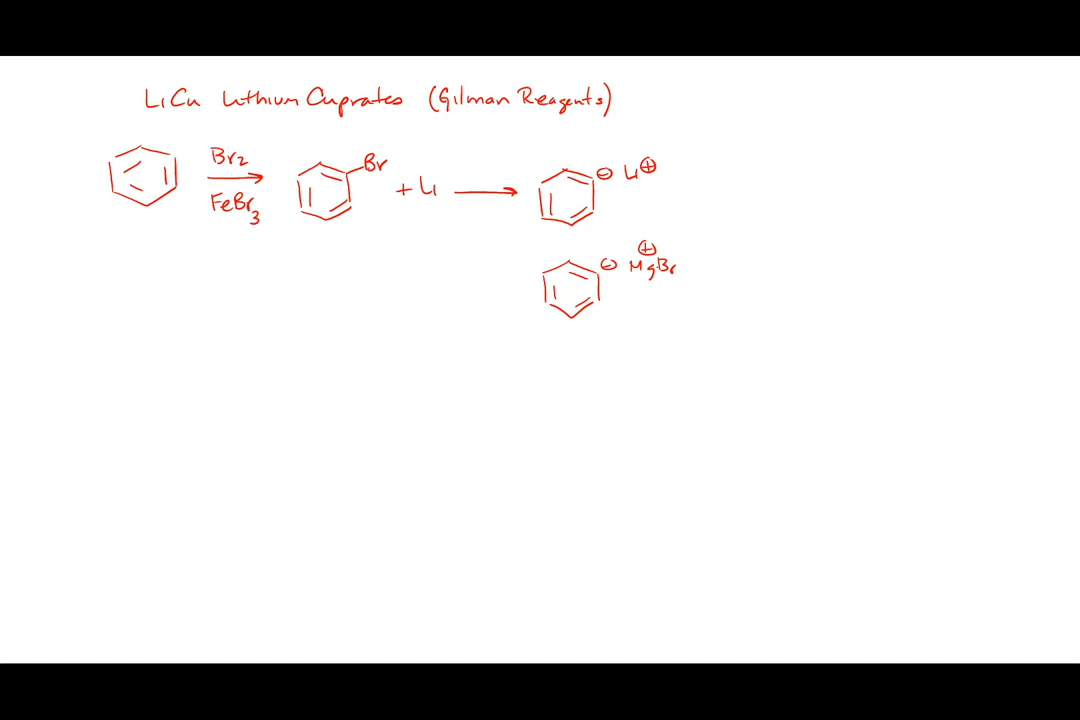 LiCu Lithium Cuprates (Gilman Reagents)
Br2
FeBr3
Br
+ Li
⊖ Li⊕
⊕
⊖ MgBr